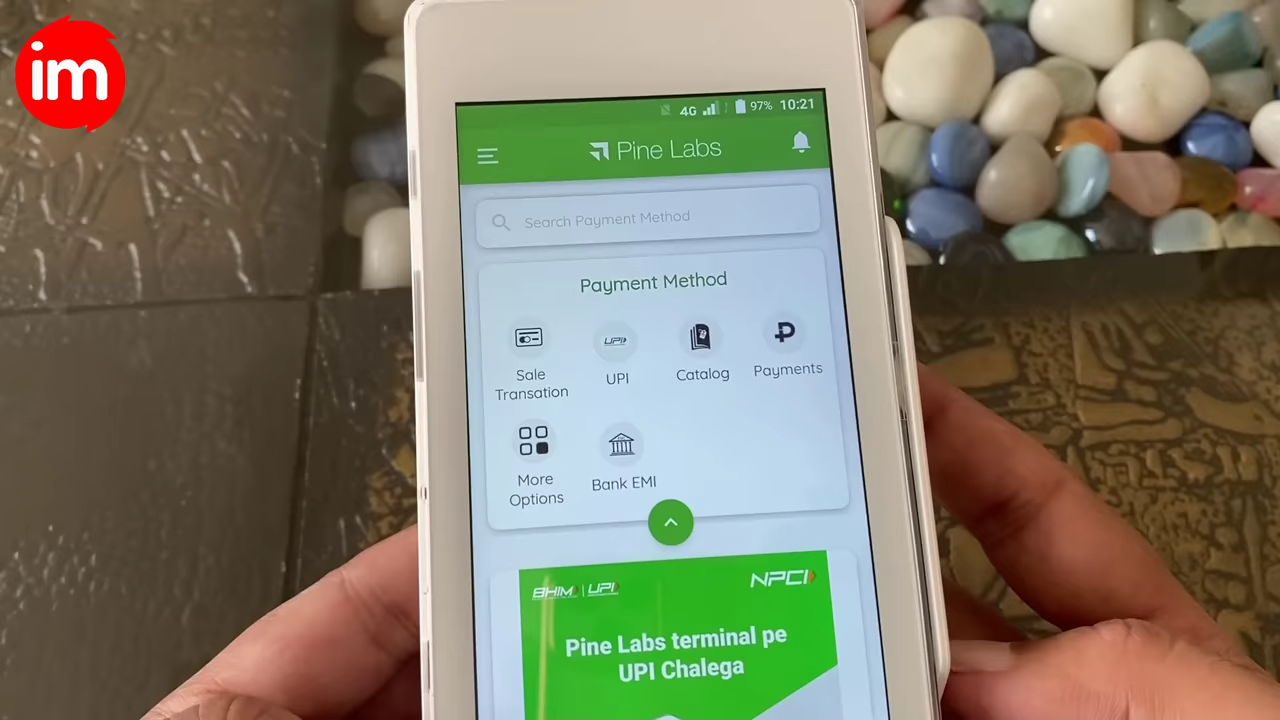 im
4G 97% 10:21
Pine Labs
Search Payment Method
Payment Method
Sale
Transation
UPI
UPI
Catalog
Payments
More
Options
Bank EMI
BHIM | UPI
NPCI
Pine Labs terminal pe
UPI Chalega